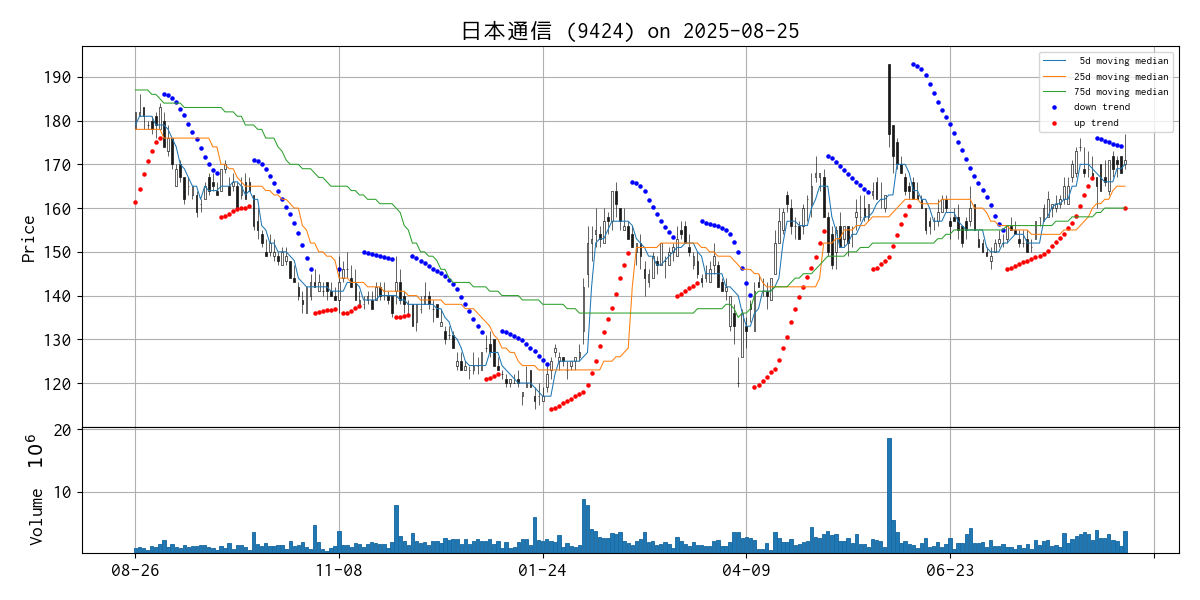 日本通信 (9424) on 2025-08-25
5d moving median
25d moving median
75d moving median
down trend
up trend
Price
190
180
170
160
150
140
130
120
Volume 10^6
20
10
08-26
11-08
01-24
04-09
06-23